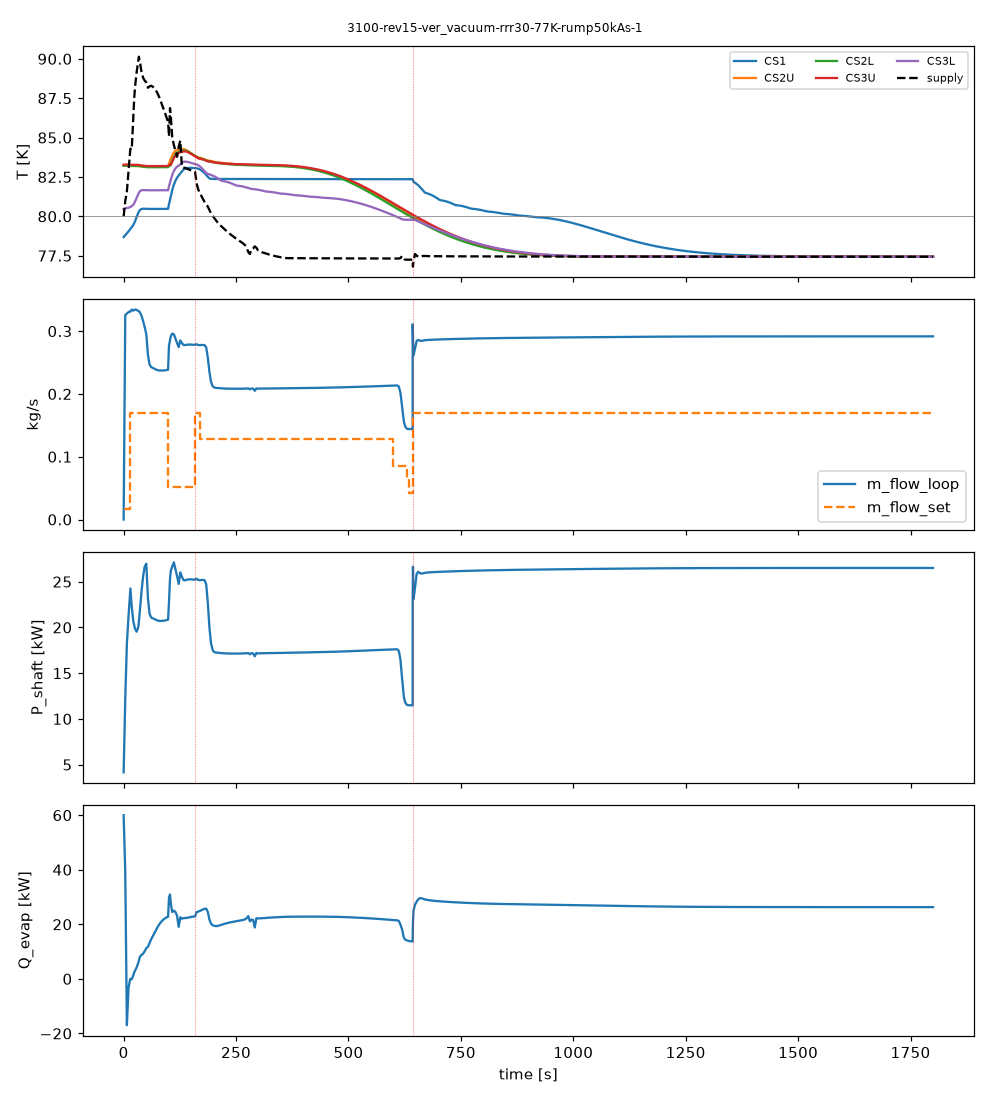 3100-rev15-ver_vacuum-rrr30-77K-rump50kAs-1
T [K]
90.0
87.5
85.0
82.5
80.0
77.5
CS1 CS2L CS3L
CS2U CS3U supply
kg/s
0.3
0.2
0.1
0.0
m_flow_loop
m_flow_set
P_shaft [kW]
25
20
15
10
5
Q_evap [kW]
60
40
20
0
−20
0 250 500 750 1000 1250 1500 1750
time [s]